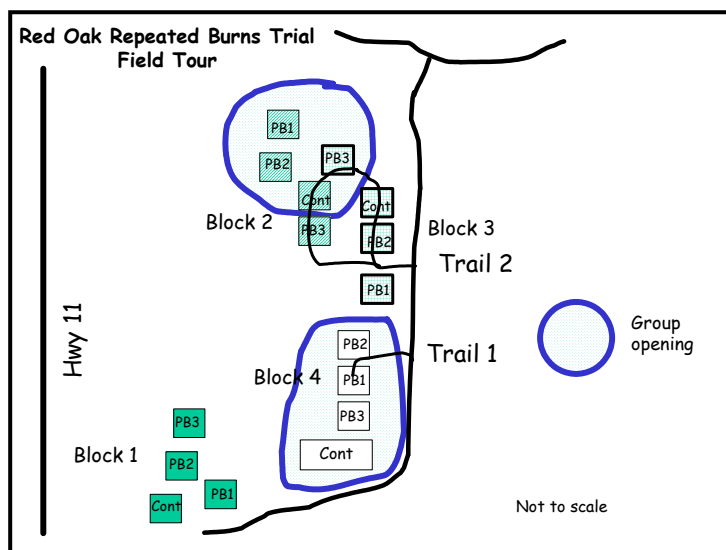 Red Oak Repeated Burns Trial
Field Tour
PB1
PB2
PB3
Cont
Cont
Block 2
PB3
PB2
Block 3
Trail 2
PB1
Hwy 11
PB2
Trail 1
Block 4
PB1
PB3
Cont
Group
opening
PB3
Block 1
PB2
PB1
Cont
Not to scale